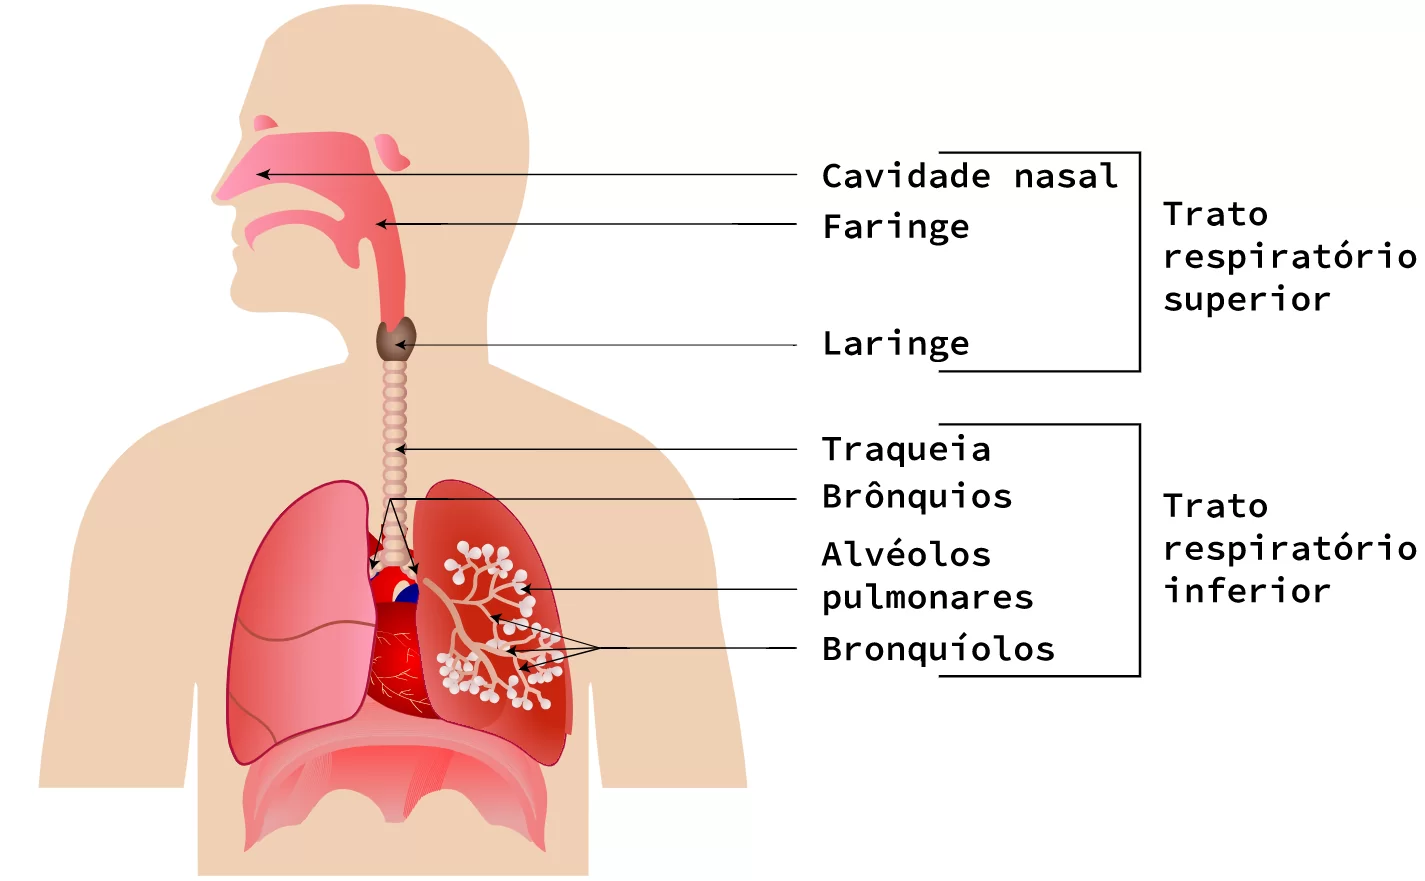 Cavidade nasal
Faringe
Laringe
Trato
respiratório
superior
Traqueia
Brônquios
Alvéolos
pulmonares
Bronquíolos
Trato
respiratório
inferior